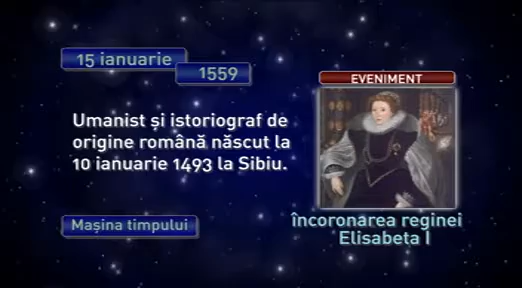 15 ianuarie
1559
EVENIMENT
Umanist și istoriograf de
origine română născut la
10 ianuarie 1493 la Sibiu.
Mașina timpului
încoronarea reginei
Elisabeta I